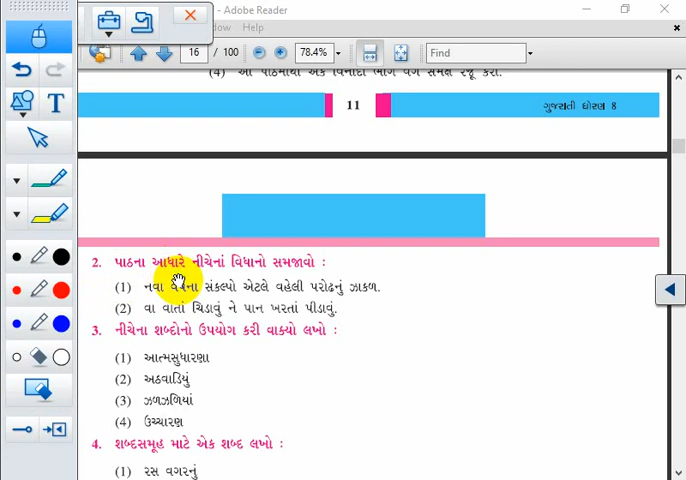 - Adobe Reader
dow Help
16 / 100
78.4%
Find
(4) આ પાઠમાંથી એક વિનોદી ભાગ વર્ગ સમક્ષ રજૂ કરો.
11
ગુજરાતી ધોરણ 8
2. પાઠના આધારે નીચેનાં વિધાનો સમજાવો :
(1) નવા વર્ષના સંકલ્પો એટલે વહેલી પરોઢનું ઝાકળ.
(2) વા વાતાં ચિડાવું ને પાન ખરતાં પીડાવું.
3. નીચેના શબ્દોનો ઉપયોગ કરી વાક્યો લખો :
(1) આત્મસુધારણા
(2) અઠવાડિયું
(3) ઝળઝળિયાં
(4) ઉચ્ચારણ
4. શબ્દસમૂહ માટે એક શબ્દ લખો :
(1) રસ વગરનું